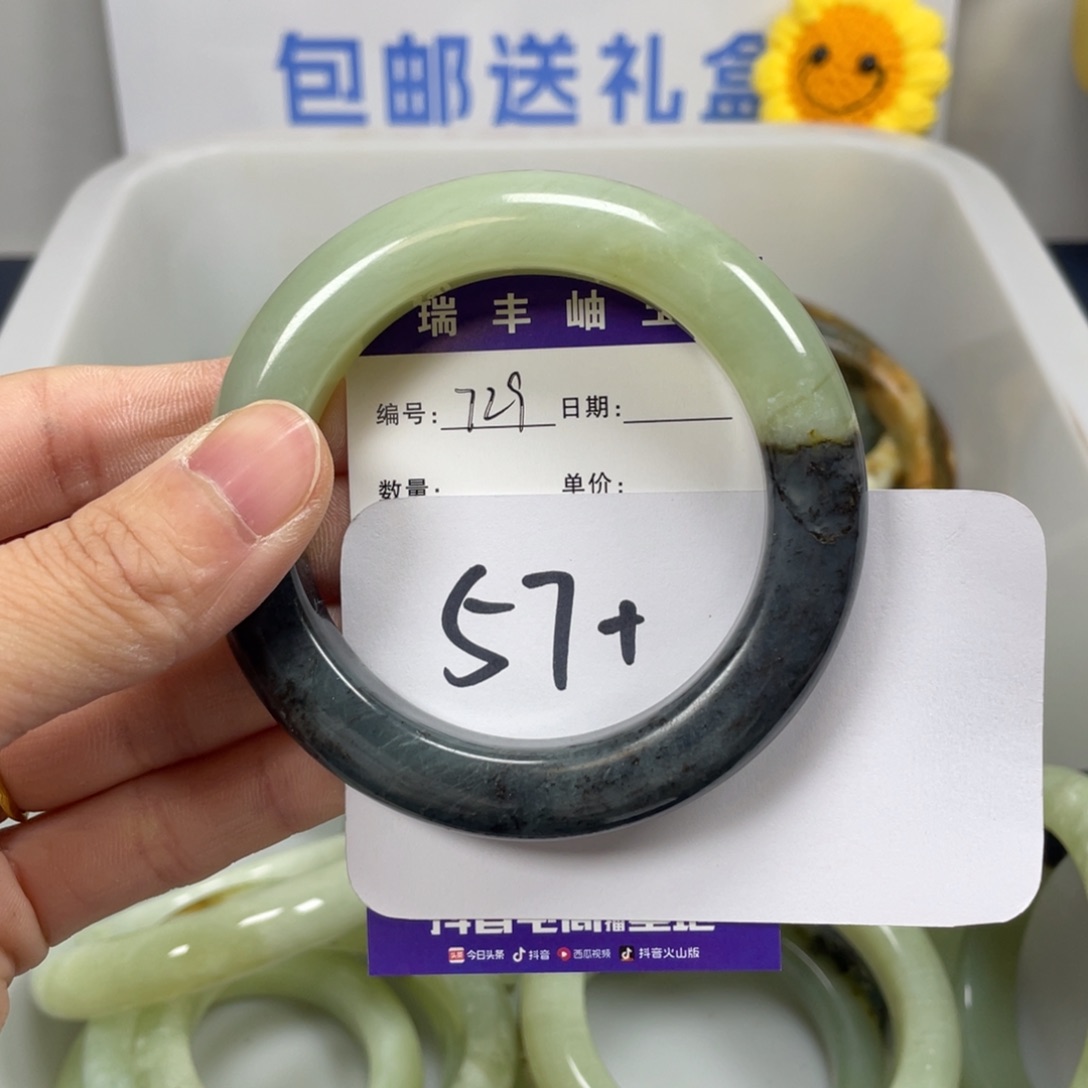 包邮送礼盒
瑞丰岫玉
编号: 729 日期:
数量: 单价:
57+
今日头条 抖音 西瓜视频 抖音火山版